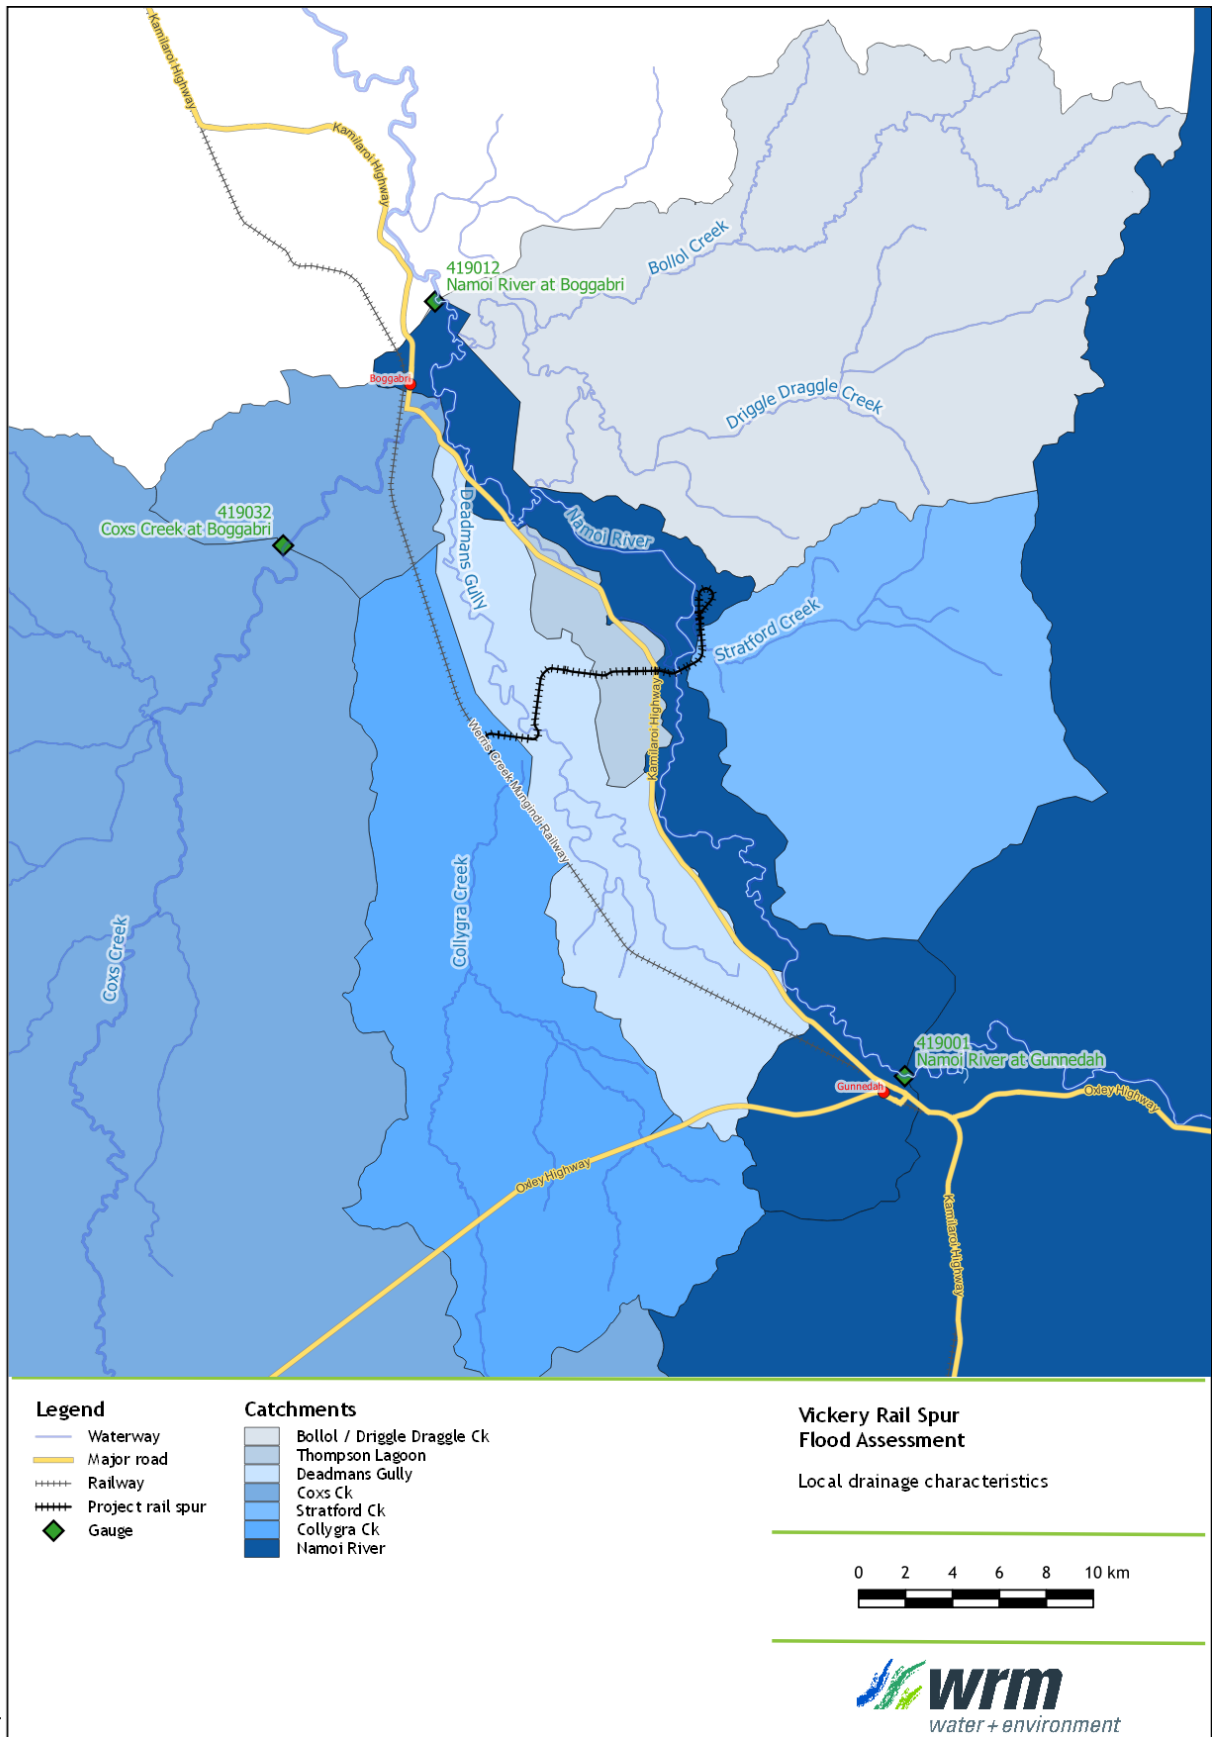 Kamilaroi Highway
Kamilaroi Highway
Bollol Creek
419012
Namoi River at Boggabri
Boggabri
Driggle Draggle Creek
419032
Coxs Creek at Boggabri
Deadmans Gully
Namoi River
Stratford Creek
Kamilaroi Highway
Werris Creek Mungindi Railway
Collygra Creek
Coxs Creek
419001
Namoi River at Gunnedah
Gunnedah
Oxley Highway
Oxley Highway
Kamilaroi Highway
Legend
Waterway
Major road
Railway
Project rail spur
Gauge
Catchments
Bollol / Driggle Draggle Ck
Thompson Lagoon
Deadmans Gully
Coxs Ck
Stratford Ck
Collygra Ck
Namoi River
Vickery Rail Spur
Flood Assessment
Local drainage characteristics
0 2 4 6 8 10 km
wrm
water + environment